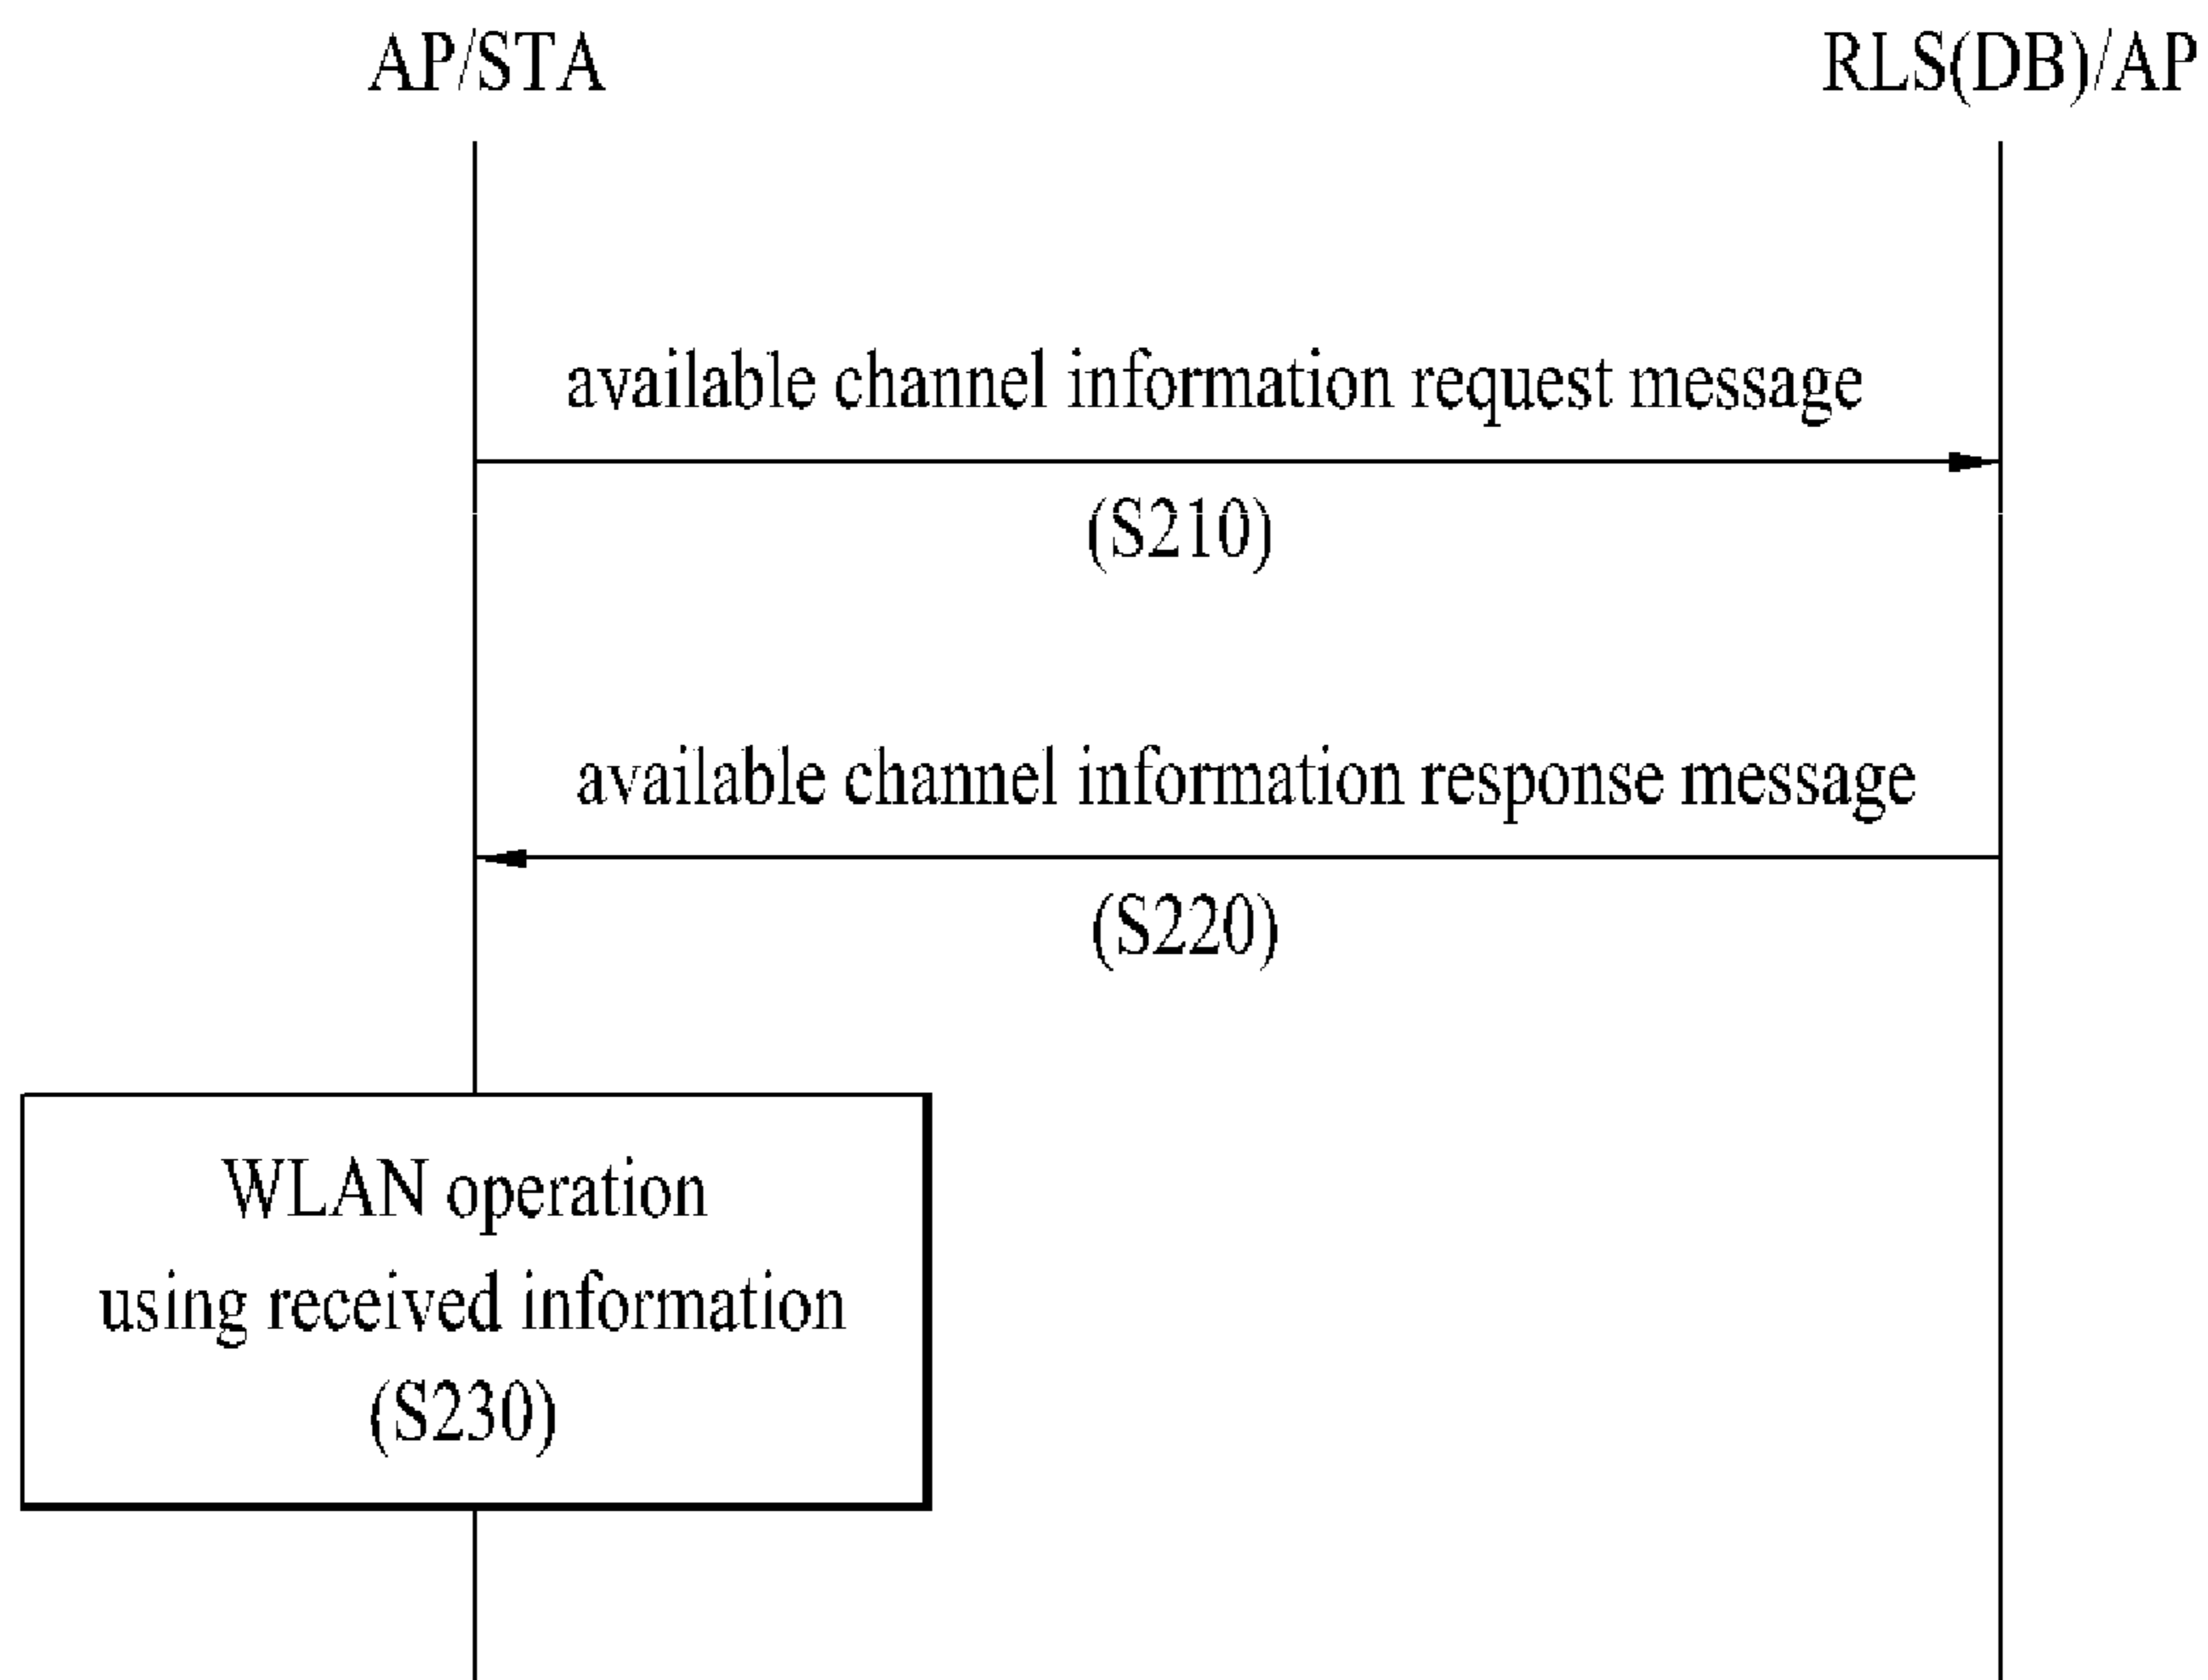 AP/STA
RLS(DB)/AP
available channel information request message
(S210)
available channel information response message
(S220)
WLAN operation
using received information
(S230)